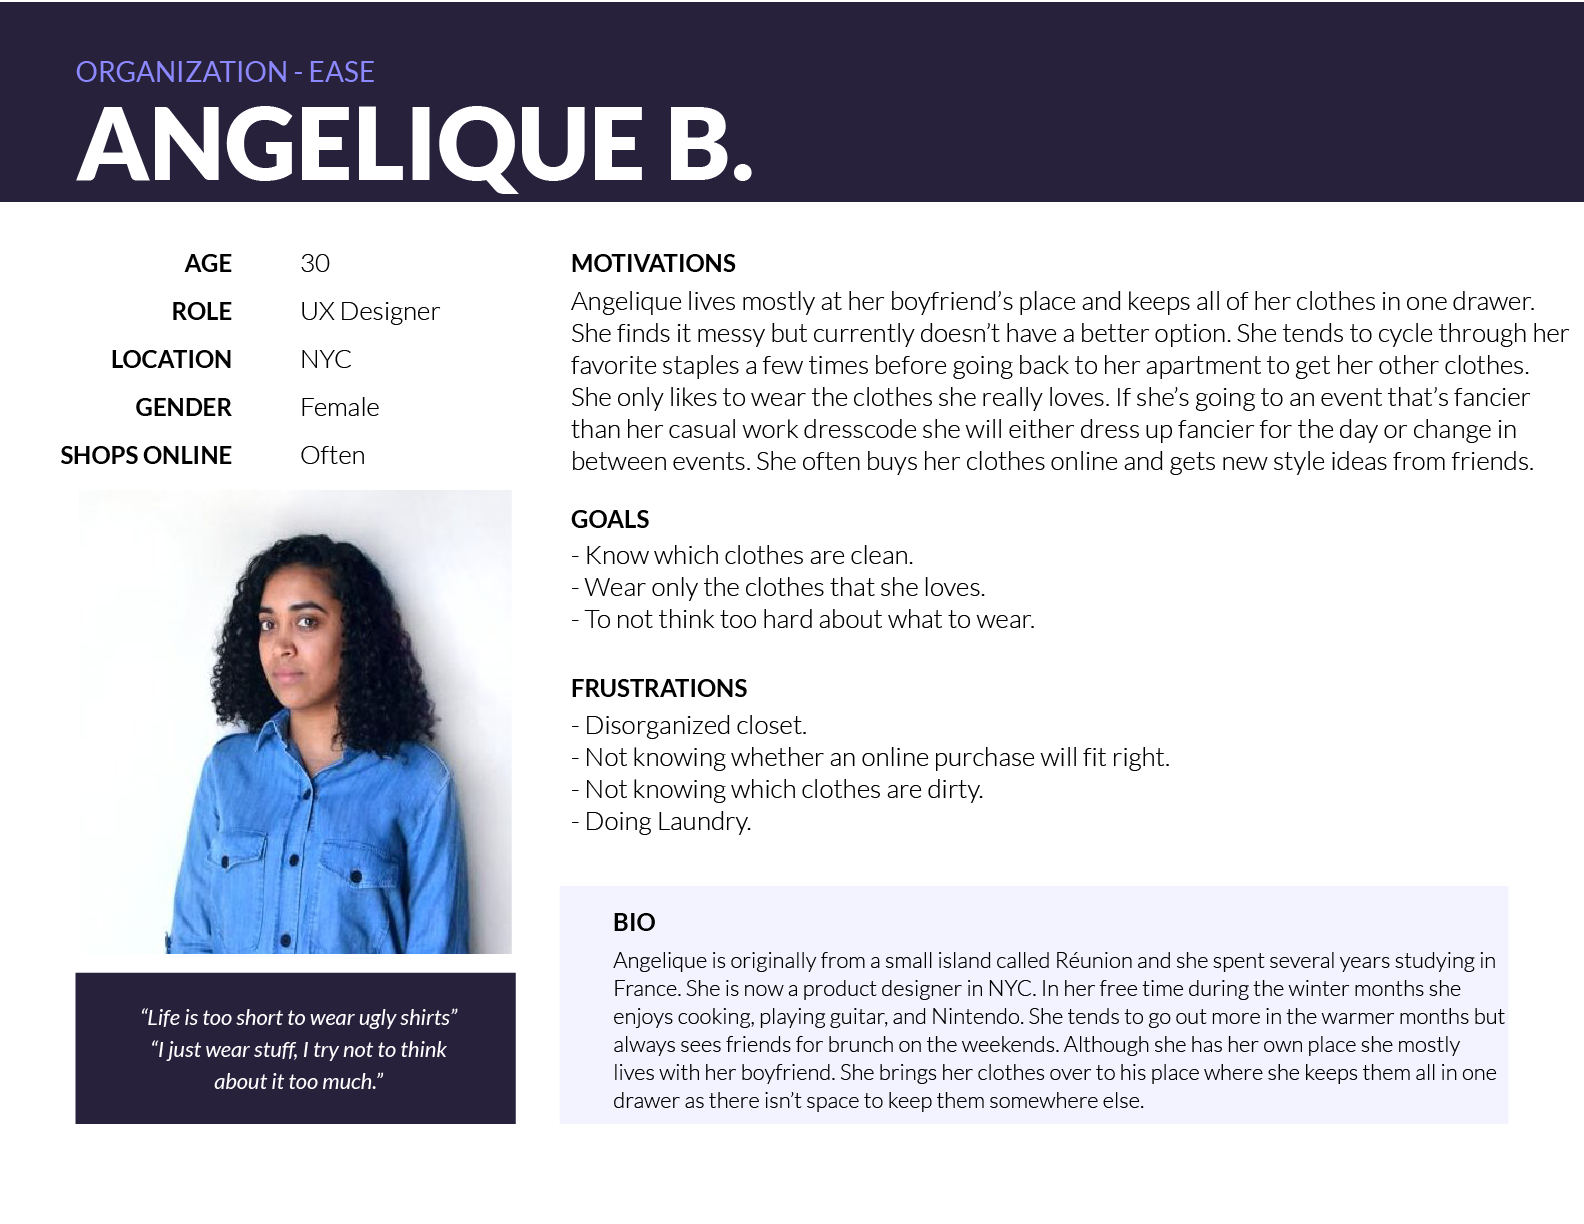 ORGANIZATION - EASE
ANGELIQUE B.
AGE 30
ROLE UX Designer
LOCATION NYC
GENDER Female
SHOPS ONLINE Often
“Life is too short to wear ugly shirts”
“I just wear stuff, I try not to think
about it too much.”
MOTIVATIONS
Angelique lives mostly at her boyfriend’s place and keeps all of her clothes in one drawer.
She finds it messy but currently doesn’t have a better option. She tends to cycle through her
favorite staples a few times before going back to her apartment to get her other clothes.
She only likes to wear the clothes she really loves. If she’s going to an event that’s fancier
than her casual work dresscode she will either dress up fancier for the day or change in
between events. She often buys her clothes online and gets new style ideas from friends.
GOALS
- Know which clothes are clean.
- Wear only the clothes that she loves.
- To not think too hard about what to wear.
FRUSTRATIONS
- Disorganized closet.
- Not knowing whether an online purchase will fit right.
- Not knowing which clothes are dirty.
- Doing Laundry.
BIO
Angelique is originally from a small island called Réunion and she spent several years studying in
France. She is now a product designer in NYC. In her free time during the winter months she
enjoys cooking, playing guitar, and Nintendo. She tends to go out more in the warmer months but
always sees friends for brunch on the weekends. Although she has her own place she mostly
lives with her boyfriend. She brings her clothes over to his place where she keeps them all in one
drawer as there isn’t space to keep them somewhere else.